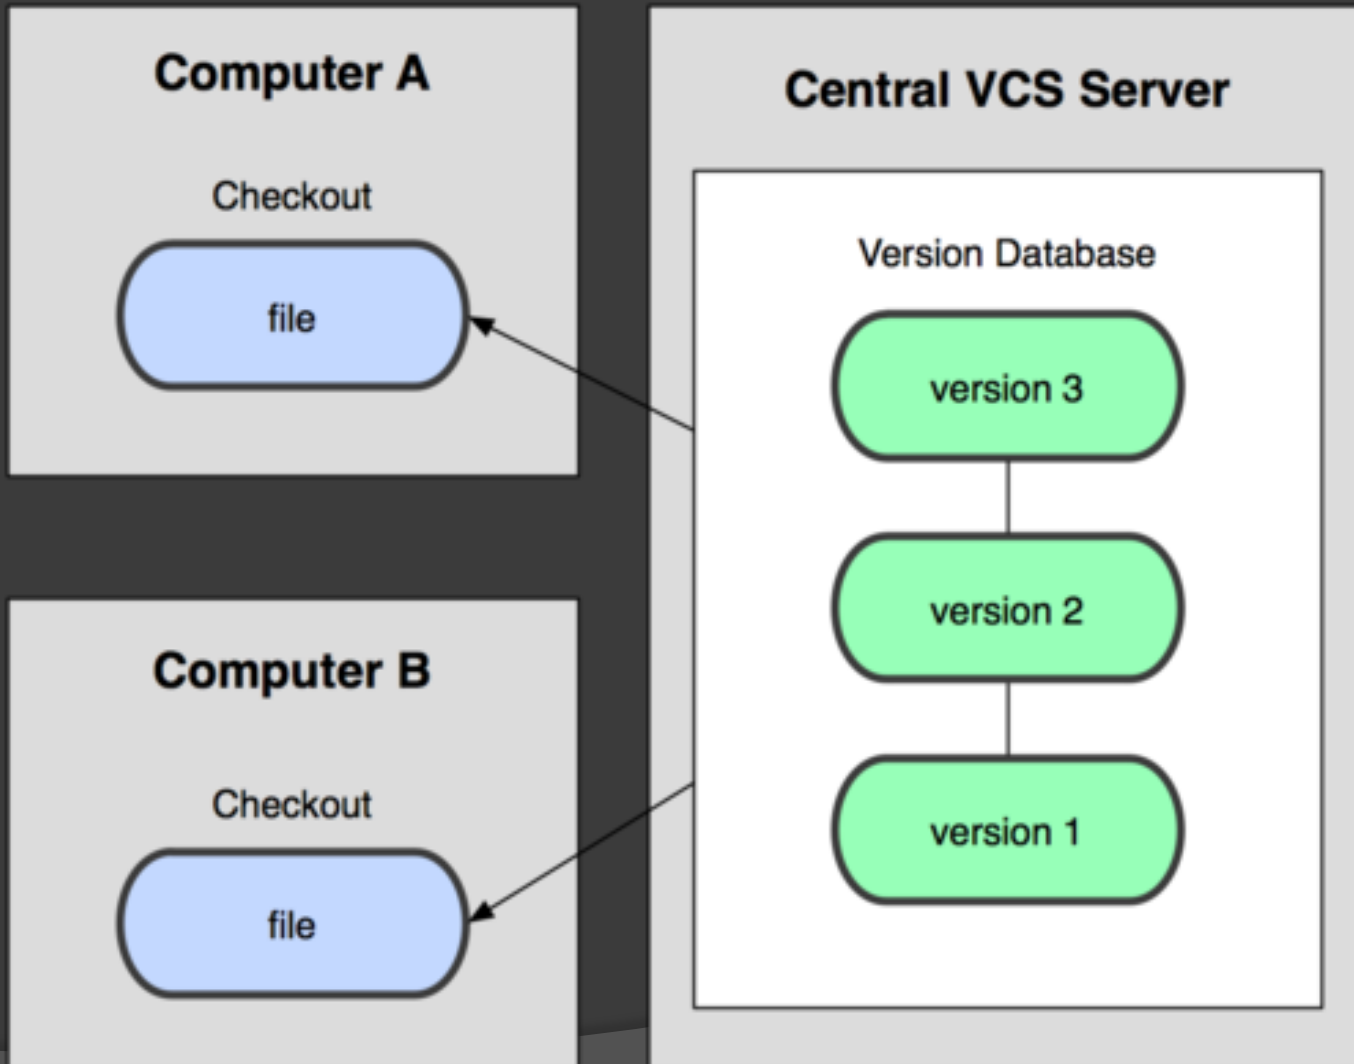 Computer A
Checkout
file
Computer B
Checkout
file
Central VCS Server
Version Database
version 3
version 2
version 1